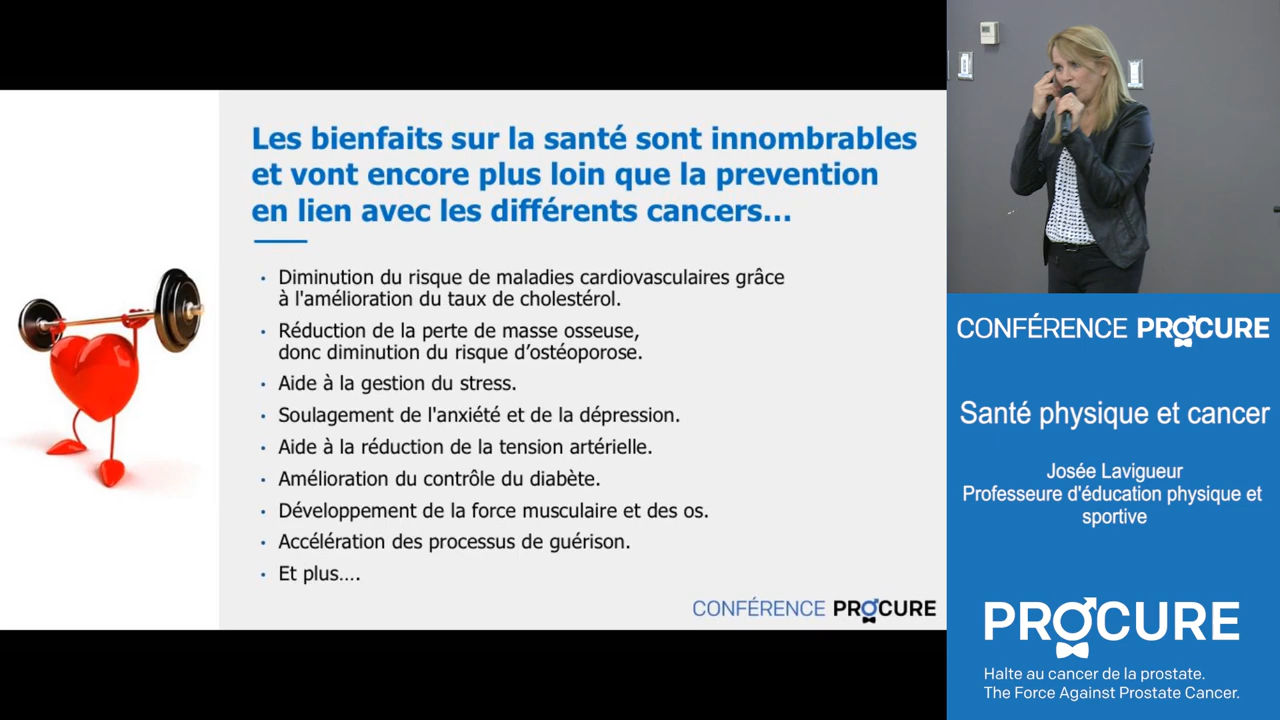 Les bienfaits sur la santé sont innombrables
et vont encore plus loin que la prevention
en lien avec les différents cancers...
• Diminution du risque de maladies cardiovasculaires grâce
à l'amélioration du taux de cholestérol.
• Réduction de la perte de masse osseuse,
donc diminution du risque d’ostéoporose.
• Aide à la gestion du stress.
• Soulagement de l'anxiété et de la dépression.
• Aide à la réduction de la tension artérielle.
• Amélioration du contrôle du diabète.
• Développement de la force musculaire et des os.
• Accélération des processus de guérison.
• Et plus....
CONFÉRENCE PROCURE
CONFÉRENCE PROCURE
Santé physique et cancer
Josée Lavigueur
Professeure d'éducation physique et
sportive
PROCURE
Halte au cancer de la prostate.
The Force Against Prostate Cancer.